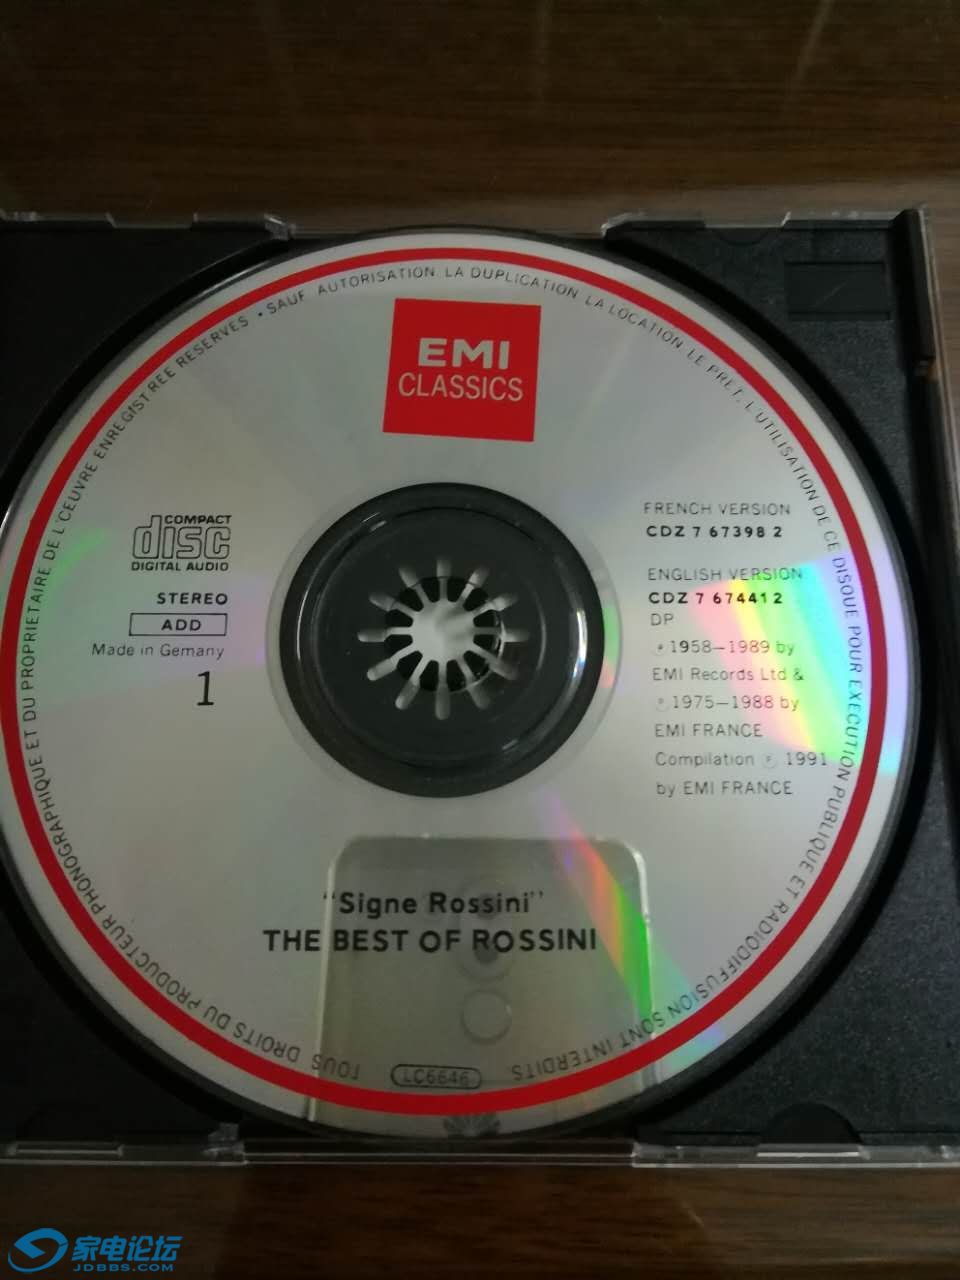 TOUS DROITS DU PRODUCTEUR PHONOGRAPHIQUE ET DU PROPRIETAIRE DE L'ŒUVRE ENREGISTREE RESERVES • SAUF AUTORISATION LA DUPLICATION LA LOCATION LE PRET, L'UTILISATION DE CE DISQUE POUR EXECUTION PUBLIQUE ET RADIODIFFUSION SONT INTERDITS.
EMI
CLASSICS
COMPACT
disc
DIGITAL AUDIO
STEREO
ADD
Made in Germany
1
FRENCH VERSION
CDZ 7 67398 2
ENGLISH VERSION
CDZ 7 67441 2
DP
℗ 1958–1989 by
EMI Records Ltd &
℗ 1975–1988 by
EMI FRANCE
Compilation ℗ 1991
by EMI FRANCE
"Signe Rossini"
THE BEST OF ROSSINI
LC6646
家电论坛
JDBBS.COM